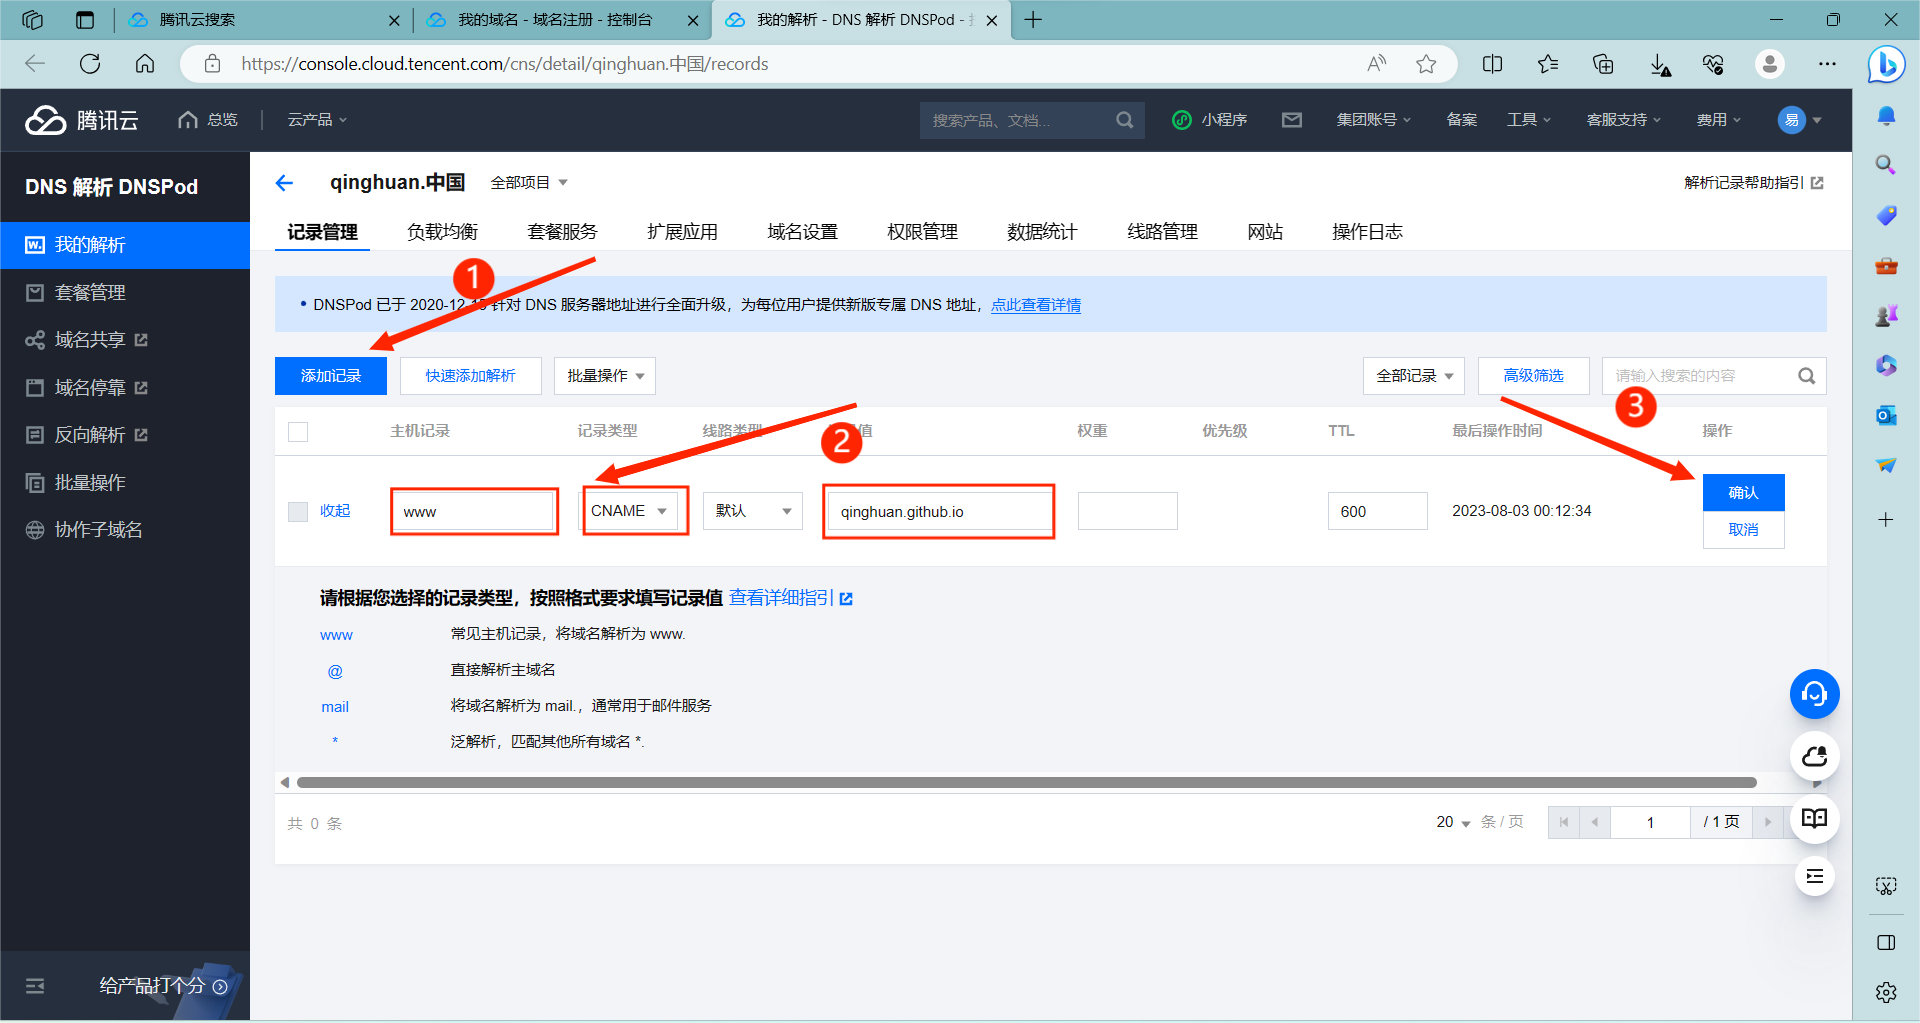 腾讯云搜索
我的域名 - 域名注册 - 控制台
我的解析 - DNS 解析 DNSPod -
https://console.cloud.tencent.com/cns/detail/qinghuan.中国/records
腾讯云
总览
云产品
搜索产品、文档...
小程序
集团账号
备案
工具
客服支持
费用
易
DNS 解析 DNSPod
我的解析
套餐管理
域名共享
域名停靠
反向解析
批量操作
协作子域名
给产品打个分
qinghuan.中国
全部项目
解析记录帮助指引
记录管理
负载均衡
套餐服务
扩展应用
域名设置
权限管理
数据统计
线路管理
网站
操作日志
1
• DNSPod 已于 2020-12-15 针对 DNS 服务器地址进行全面升级，为每位用户提供新版专属 DNS 地址，点此查看详情
添加记录
快速添加解析
批量操作
全部记录
高级筛选
请输入搜索的内容
3
主机记录
记录类型
线路类型
2
值
权重
优先级
TTL
最后操作时间
操作
收起
www
CNAME
默认
qinghuan.github.io
600
2023-08-03 00:12:34
确认
取消
请根据您选择的记录类型，按照格式要求填写记录值 查看详细指引
www 常见主机记录，将域名解析为 www.
@ 直接解析主域名
mail 将域名解析为 mail.，通常用于邮件服务
* 泛解析，匹配其他所有域名 *.
共 0 条
20 条 / 页
1
/ 1 页